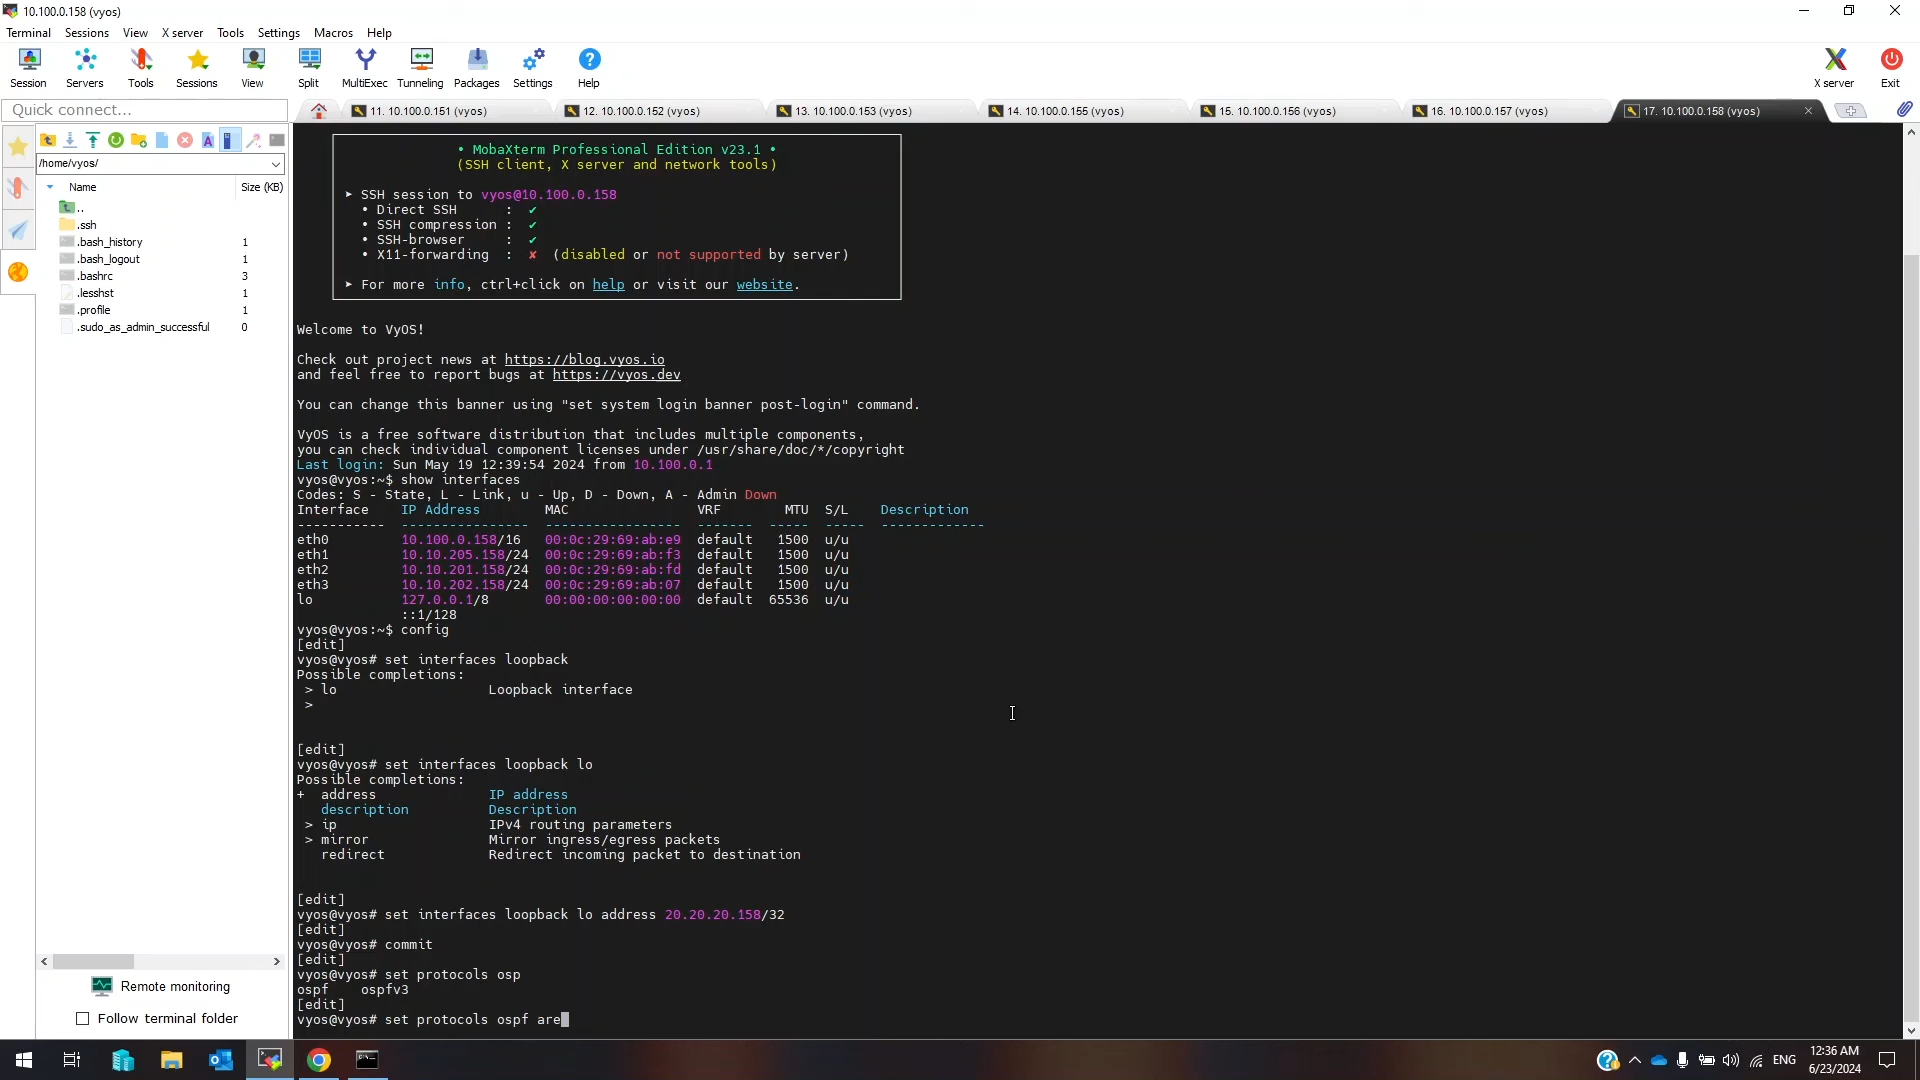 10.100.0.158 (vyos)
Terminal Sessions View X server Tools Settings Macros Help
Session Servers Tools Sessions View Split MultiExec Tunneling Packages Settings Help X server Exit
Quick connect...
11. 10.100.0.151 (vyos)
12. 10.100.0.152 (vyos)
13. 10.100.0.153 (vyos)
14. 10.100.0.155 (vyos)
15. 10.100.0.156 (vyos)
16. 10.100.0.157 (vyos)
17. 10.100.0.158 (vyos)
/home/vyos/
Name Size (KB)
..
.ssh
.bash_history 1
.bash_logout 1
.bashrc 3
.lesshst 1
.profile 1
.sudo_as_admin_successful 0
Remote monitoring
Follow terminal folder
• MobaXterm Professional Edition v23.1 •
(SSH client, X server and network tools)
➤ SSH session to vyos@10.100.0.158
• Direct SSH : ✔
• SSH compression : ✔
• SSH-browser : ✔
• X11-forwarding : ✘ (disabled or not supported by server)
➤ For more info, ctrl+click on help or visit our website.
Welcome to VyOS!
Check out project news at https://blog.vyos.io
and feel free to report bugs at https://vyos.dev
You can change this banner using "set system login banner post-login" command.
VyOS is a free software distribution that includes multiple components,
you can check individual component licenses under /usr/share/doc/*/copyright
Last login: Sun May 19 12:39:54 2024 from 10.100.0.1
vyos@vyos:~$ show interfaces
Codes: S - State, L - Link, u - Up, D - Down, A - Admin Down
Interface IP Address MAC VRF MTU S/L Description
----------- ---------------- ----------------- ------- ----- ----- -------------
eth0 10.100.0.158/16 00:0c:29:69:ab:e9 default 1500 u/u
eth1 10.10.205.158/24 00:0c:29:69:ab:f3 default 1500 u/u
eth2 10.10.201.158/24 00:0c:29:69:ab:fd default 1500 u/u
eth3 10.10.202.158/24 00:0c:29:69:ab:07 default 1500 u/u
lo 127.0.0.1/8 00:00:00:00:00:00 default 65536 u/u
::1/128
vyos@vyos:~$ config
[edit]
vyos@vyos# set interfaces loopback
Possible completions:
> lo Loopback interface
>
[edit]
vyos@vyos# set interfaces loopback lo
Possible completions:
+ address IP address
description Description
> ip IPv4 routing parameters
> mirror Mirror ingress/egress packets
redirect Redirect incoming packet to destination
[edit]
vyos@vyos# set interfaces loopback lo address 20.20.20.158/32
[edit]
vyos@vyos# commit
[edit]
vyos@vyos# set protocols osp
ospf ospfv3
[edit]
vyos@vyos# set protocols ospf are
ENG
12:36 AM
6/23/2024